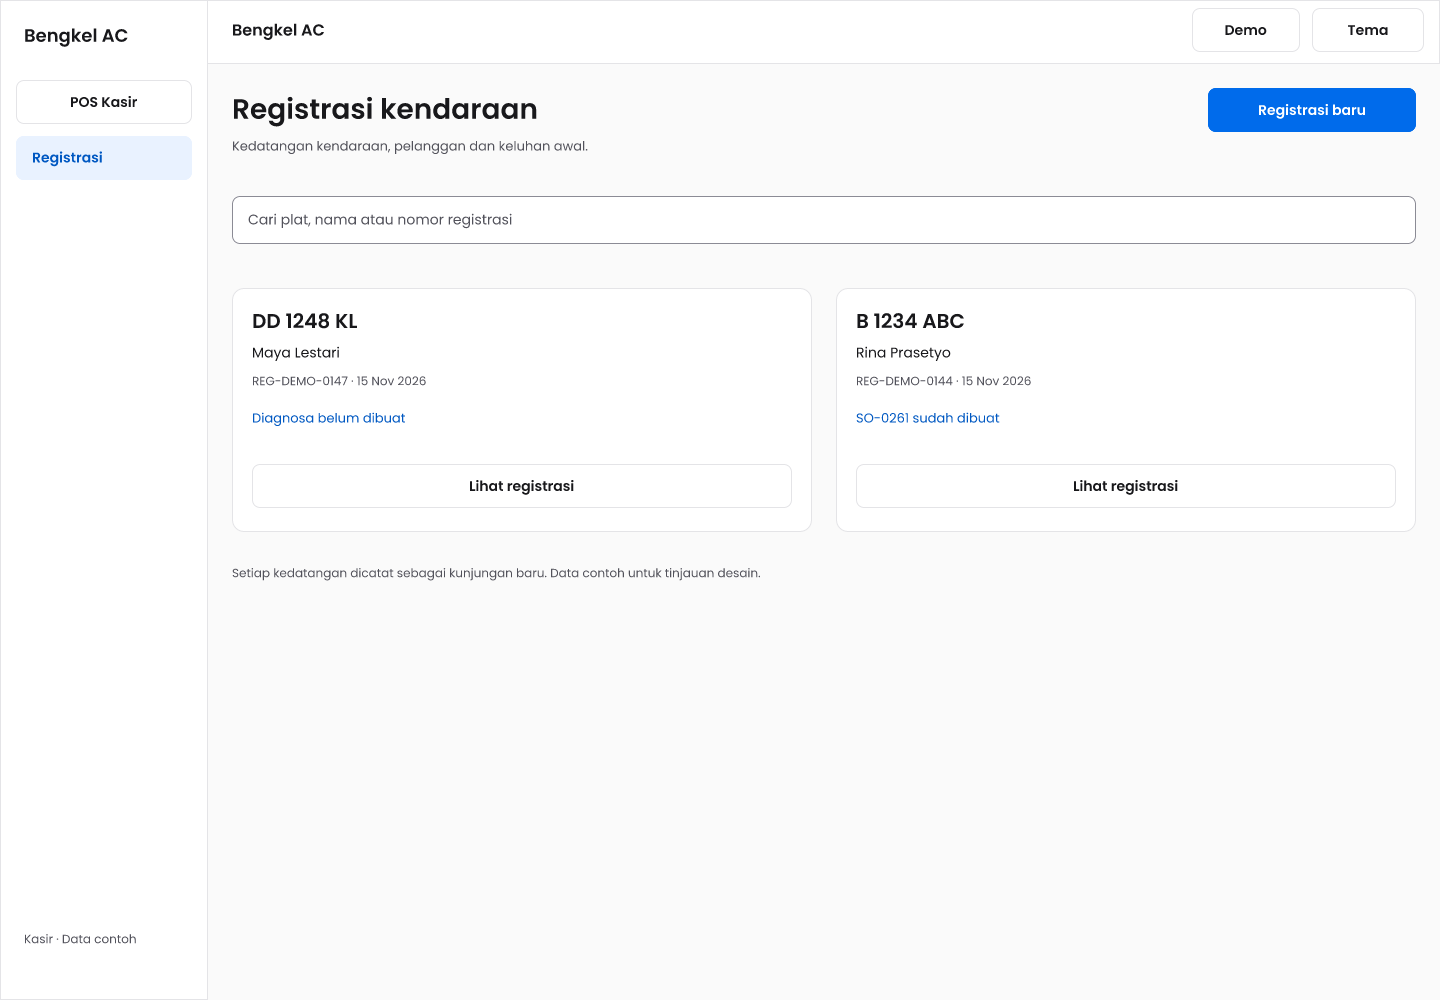 Bengkel AC
POS Kasir
Registrasi
Kasir · Data contoh
Bengkel AC
Demo
Tema
Registrasi kendaraan
Kedatangan kendaraan, pelanggan dan keluhan awal.
Registrasi baru
Cari plat, nama atau nomor registrasi
DD 1248 KL
Maya Lestari
REG-DEMO-0147 · 15 Nov 2026
Diagnosa belum dibuat
Lihat registrasi
B 1234 ABC
Rina Prasetyo
REG-DEMO-0144 · 15 Nov 2026
SO-0261 sudah dibuat
Lihat registrasi
Setiap kedatangan dicatat sebagai kunjungan baru. Data contoh untuk tinjauan desain.